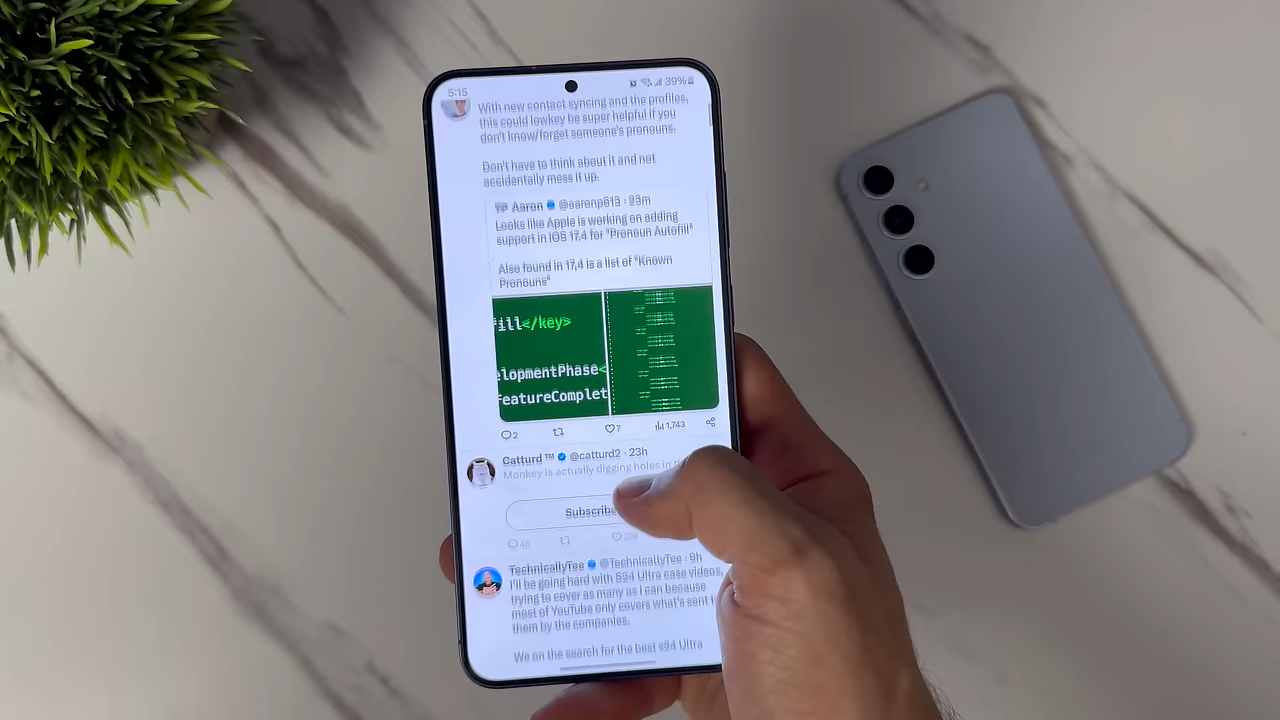 5:15
39%
With new contact syncing and the profiles,
this could lowkey be super helpful if you
don't know/forget someone's pronouns.
Don't have to think about it and not
accidentally mess it up.
Aaron @aaronp613 · 23m
Looks like Apple is working on adding
support in iOS 17.4 for "Pronoun Autofill"
Also found in 17,4 is a list of "Known
Pronouns"
fill</key>
elopmentPhase<
FeatureComplet
2 7 1,743
Catturd ™ @catturd2 · 23h
Monkey is actually digging holes in
Subscribe
46
TechnicallyTee @TechnicallyTee · 9h
I'll be going hard with S24 Ultra case videos,
trying to cover as many as I can because
most of YouTube only covers what's sent
them by the companies.
We on the search for the best s24 Ultra